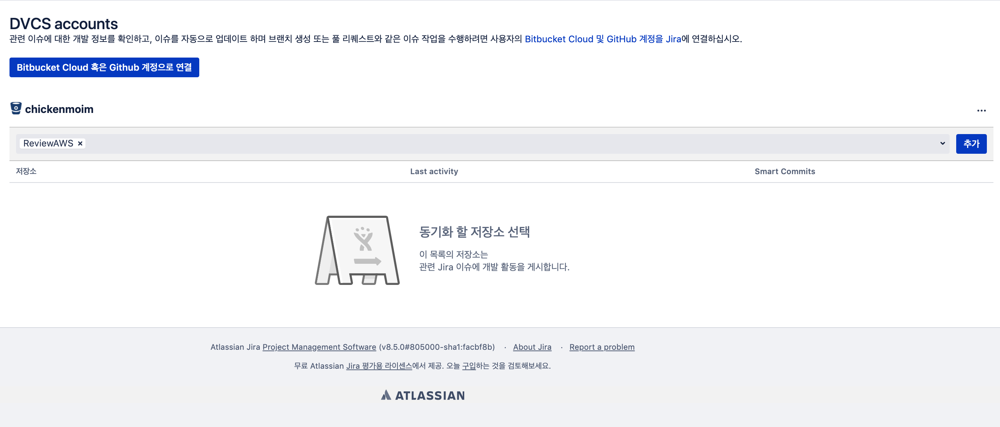 DVCS accounts
관련 이슈에 대한 개발 정보를 확인하고, 이슈를 자동으로 업데이트 하며 브랜치 생성 또는 풀 리퀘스트와 같은 이슈 작업을 수행하려면 사용자의 Bitbucket Cloud 및 GitHub 계정을 Jira에 연결하십시오.
Bitbucket Cloud 혹은 Github 계정으로 연결
chickenmoim
ReviewAWS
추가
저장소 Last activity Smart Commits
동기화 할 저장소 선택
이 목록의 저장소는
관련 Jira 이슈에 개발 활동을 게시합니다.
Atlassian Jira Project Management Software (v8.5.0#805000-sha1:facbf8b) · About Jira · Report a problem
무료 Atlassian Jira 평가용 라이센스에서 제공. 오늘 구입하는 것을 검토해보세요.
ATLASSIAN